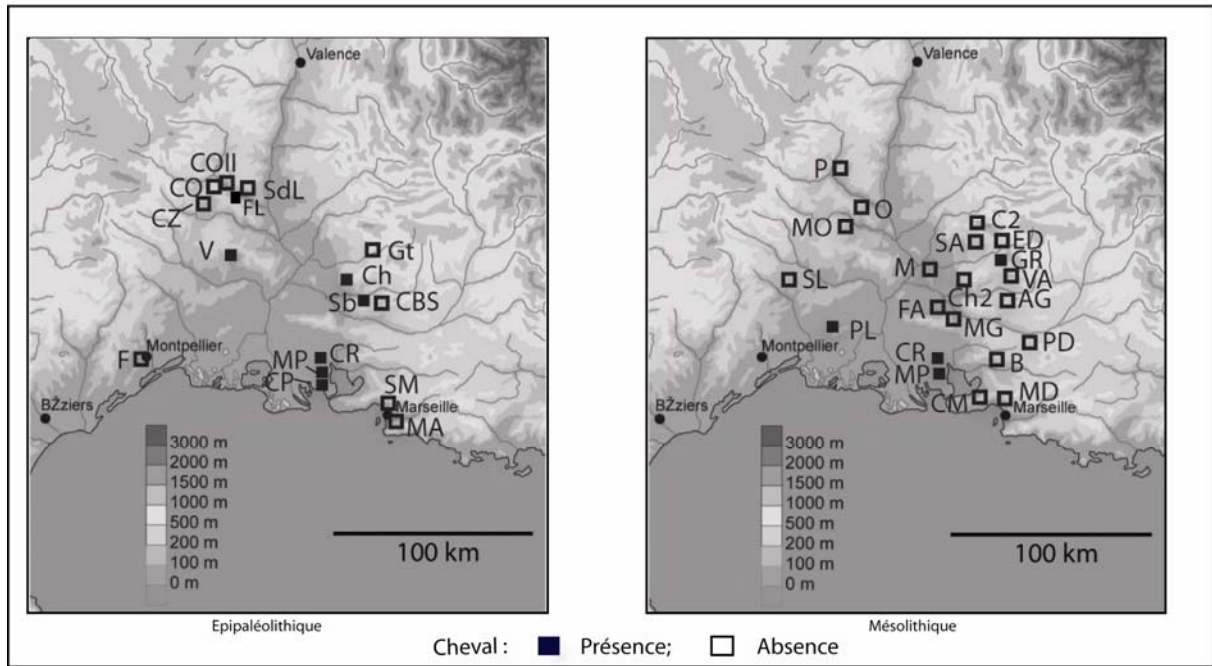 Valence
COII
CO
SdL
FL
CZ
V
Gt
Ch
Sb
CBS
Montpellier
F
CR
MP
CP
SM
Marseille
MA
BŽziers
3000 m
2000 m
1500 m
1000 m
500 m
200 m
100 m
0 m
100 km
Epipaléolithique
Valence
P
O
MO
C2
SA
ED
GR
M
VA
SL
Ch2
AG
FA
MG
PL
PD
Montpellier
CR
B
MP
CM
MD
Marseille
BŽziers
3000 m
2000 m
1500 m
1000 m
500 m
200 m
100 m
0 m
100 km
Mésolithique
Cheval : Présence; Absence